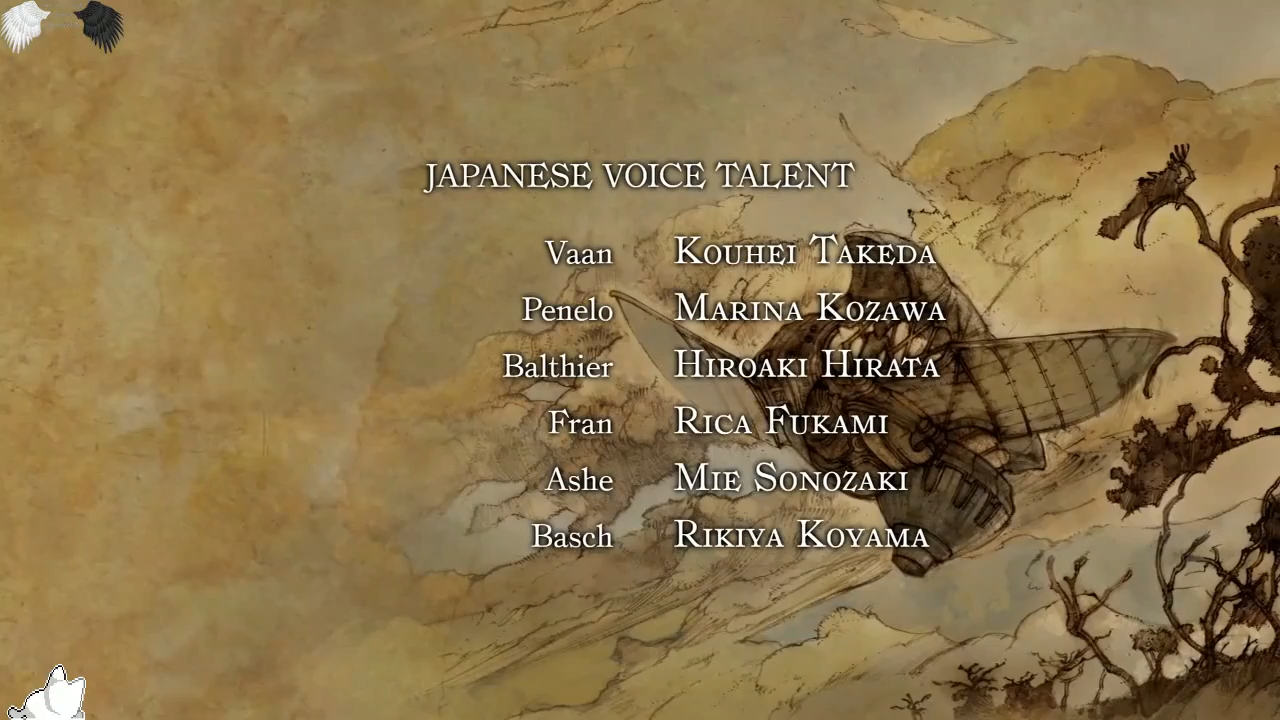 JAPANESE VOICE TALENT
Vaan KOUHEI TAKEDA
Penelo MARINA KOZAWA
Balthier HIROAKI HIRATA
Fran RICA FUKAMI
Ashe MIE SONOZAKI
Basch RIKIYA KOYAMA